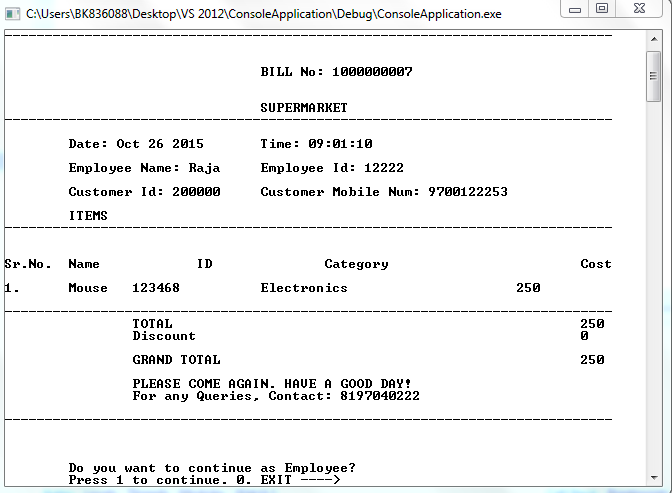 C:\Users\BK836088\Desktop\VS 2012\ConsoleApplication\Debug\ConsoleApplication.exe
BILL No: 1000000007
SUPERMARKET
Date: Oct 26 2015 Time: 09:01:10
Employee Name: Raja Employee Id: 12222
Customer Id: 200000 Customer Mobile Num: 9700122253
ITEMS
Sr.No. Name ID Category Cost
1. Mouse 123468 Electronics 250
TOTAL 250
Discount 0
GRAND TOTAL 250
PLEASE COME AGAIN. HAVE A GOOD DAY!
For any Queries, Contact: 8197040222
Do you want to continue as Employee?
Press 1 to continue. 0. EXIT ---->